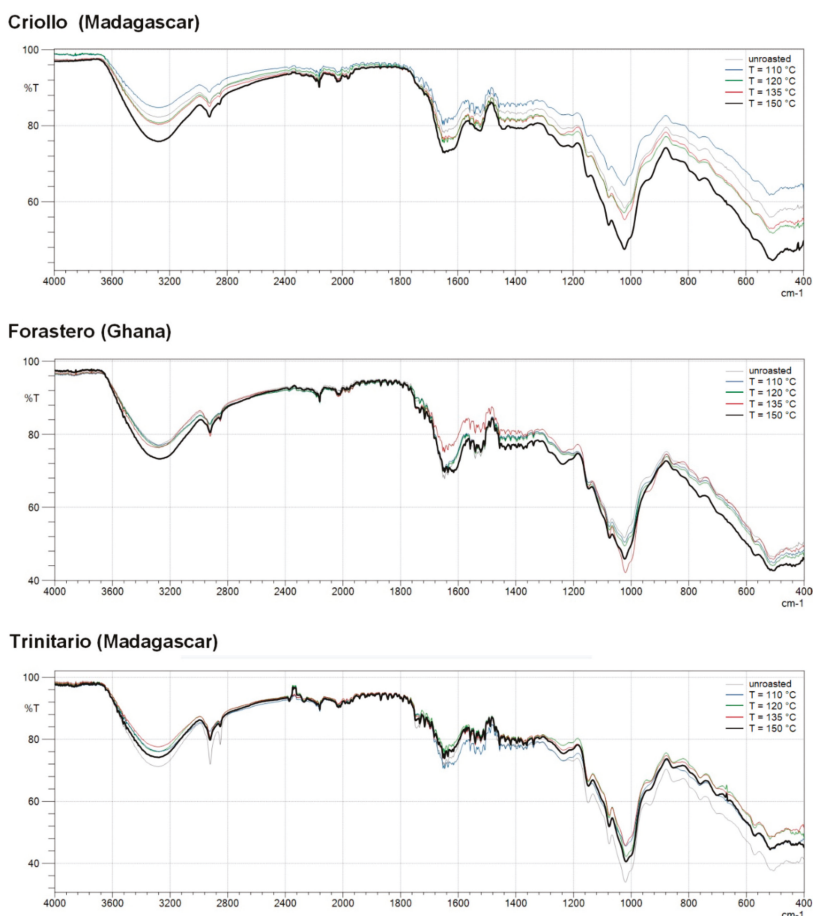 Criollo (Madagascar)
100
%T
80
60
unroasted
T = 110 °C
T = 120 °C
T = 135 °C
T = 150 °C
4000 3600 3200 2800 2400 2000 1800 1600 1400 1200 1000 800 600 400
cm-1
Forastero (Ghana)
100
%T
80
60
40
unroasted
T = 110 °C
T = 120 °C
T = 135 °C
T = 150 °C
4000 3600 3200 2800 2400 2000 1800 1600 1400 1200 1000 800 600 400
cm-1
Trinitario (Madagascar)
100
%T
80
60
40
unroasted
T = 110 °C
T = 120 °C
T = 135 °C
T = 150 °C
4000 3600 3200 2800 2400 2000 1800 1600 1400 1200 1000 800 600 400
cm-1